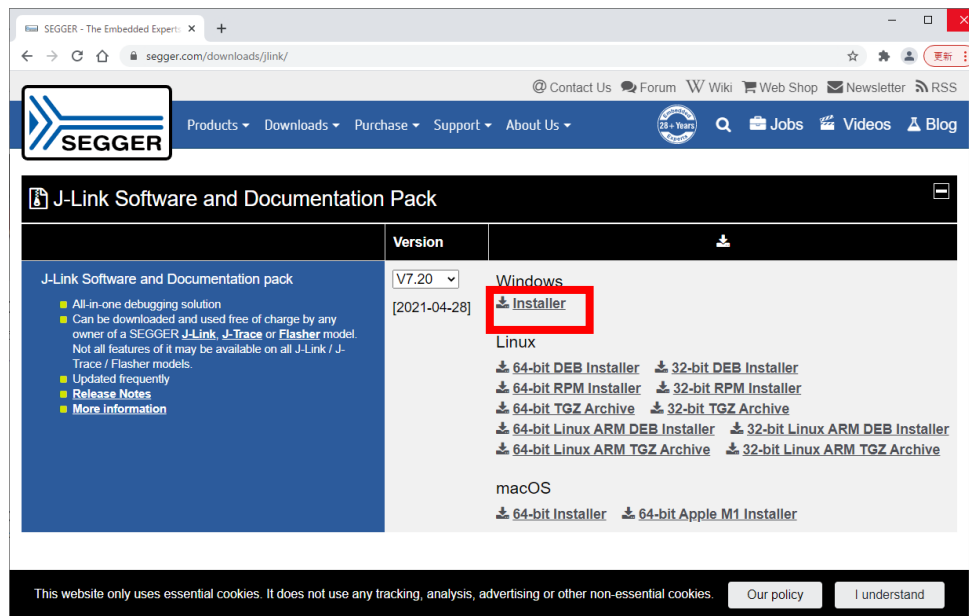 SEGGER - The Embedded Experts
segger.com/downloads/jlink/
更新
Contact Us Forum Wiki Web Shop Newsletter RSS
SEGGER
Products Downloads Purchase Support About Us
Embedded
28+Years
Experts
Jobs Videos Blog
J-Link Software and Documentation Pack
Version
J-Link Software and Documentation pack
All-in-one debugging solution
Can be downloaded and used free of charge by any
owner of a SEGGER J-Link, J-Trace or Flasher model.
Not all features of it may be available on all J-Link / J-
Trace / Flasher models.
Updated frequently
Release Notes
More information
V7.20
[2021-04-28]
Windows
Installer
Linux
64-bit DEB Installer 32-bit DEB Installer
64-bit RPM Installer 32-bit RPM Installer
64-bit TGZ Archive 32-bit TGZ Archive
64-bit Linux ARM DEB Installer 32-bit Linux ARM DEB Installer
64-bit Linux ARM TGZ Archive 32-bit Linux ARM TGZ Archive
macOS
64-bit Installer 64-bit Apple M1 Installer
This website only uses essential cookies. It does not use any tracking, analysis, advertising or other non-essential cookies.
Our policy
I understand